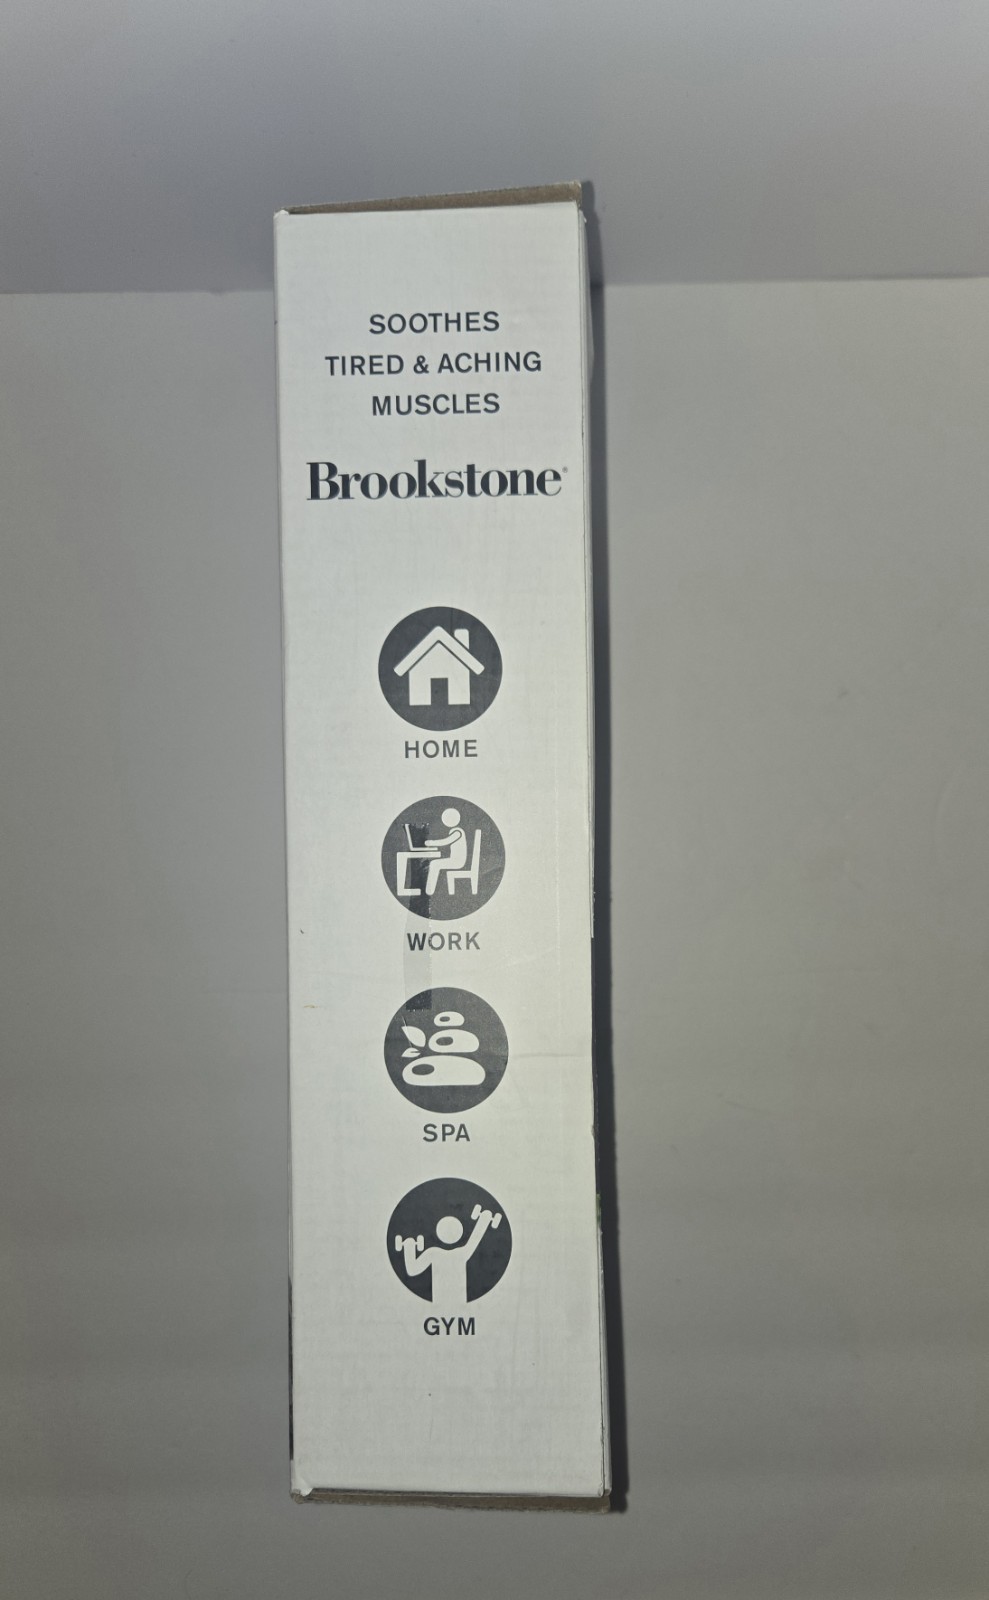 SOOTHES
TIRED & ACHING
MUSCLES
Brookstone®
HOME
WORK
SPA
GYM